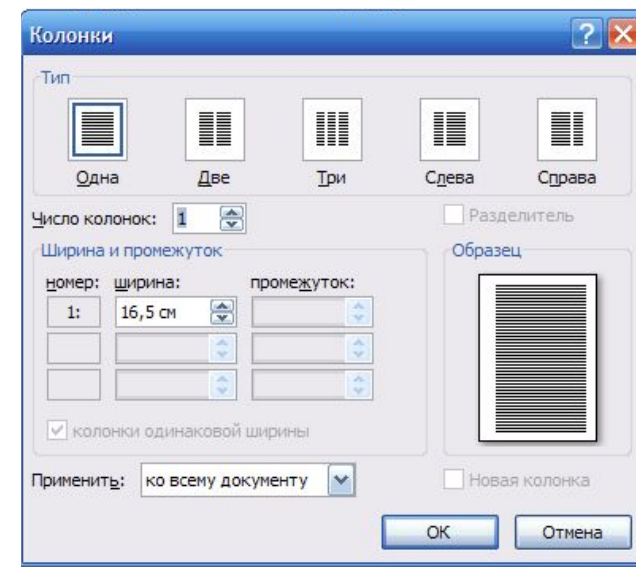 Колонки
Тип
Одна Две Три Слева Справа
Число колонок: 1 Разделитель
Ширина и промежуток Образец
номер: ширина: промежуток:
1: 16,5 см
колонки одинаковой ширины
Применить: ко всему документу Новая колонка
ОК Отмена